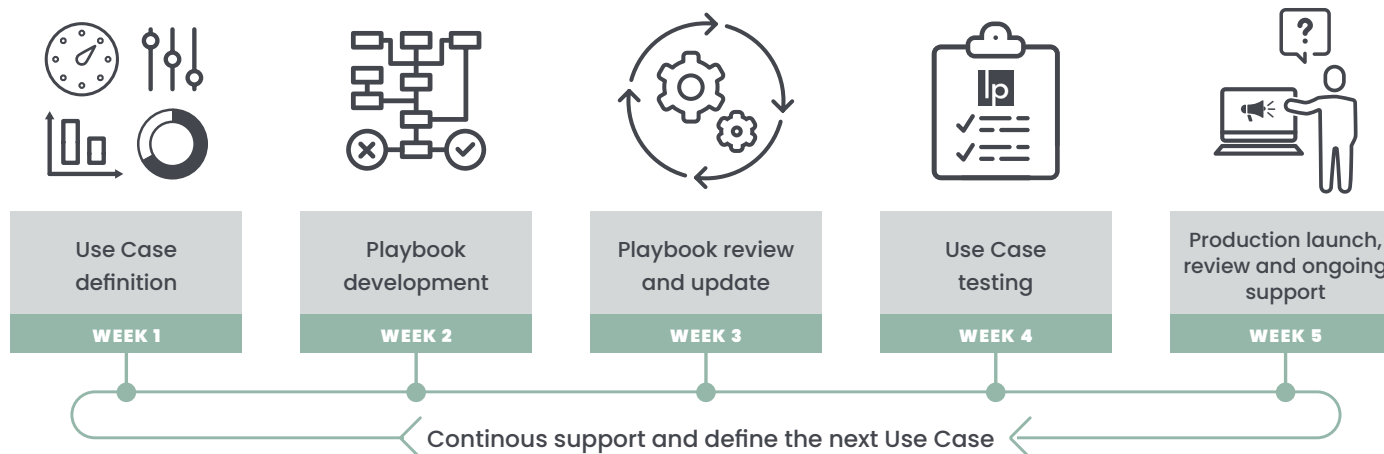 ?
lp
Use Case
definition
WEEK 1
Playbook
development
WEEK 2
Playbook review
and update
WEEK 3
Use Case
testing
WEEK 4
Production launch,
review and ongoing
support
WEEK 5
Continous support and define the next Use Case